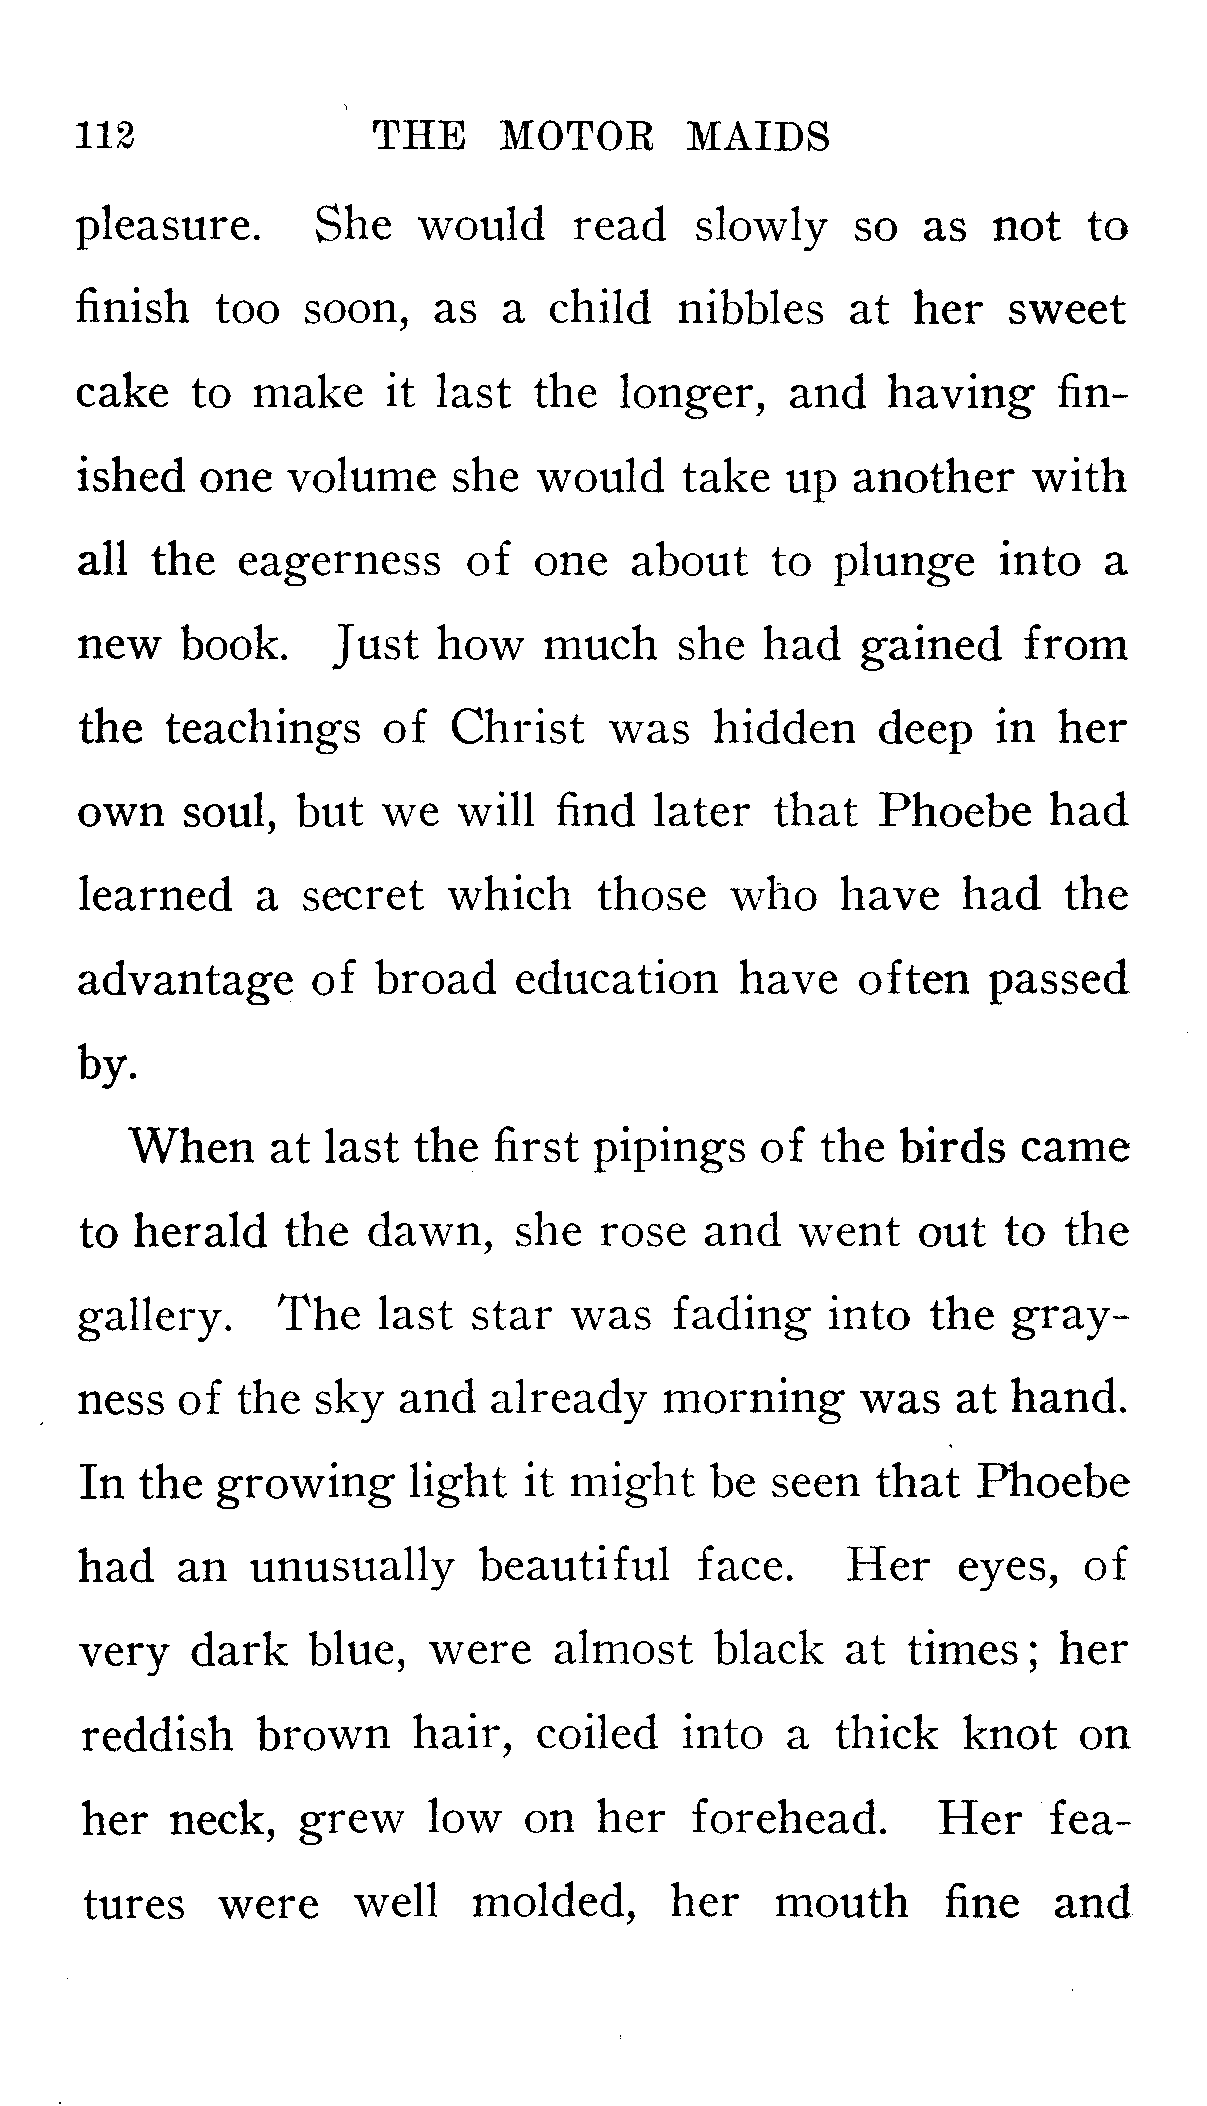 112 THE MOTOR MAIDS
pleasure. She would read slowly so as not to
finish too soon, as a child nibbles at her sweet
cake to make it last the longer, and having fin-
ished one volume she would take up another with
all the eagerness of one about to plunge into a
new book. Just how much she had gained from
the teachings of Christ was hidden deep in her
own soul, but we will find later that Phoebe had
learned a secret which those who have had the
advantage of broad education have often passed
by.
When at last the first pipings of the birds came
to herald the dawn, she rose and went out to the
gallery. The last star was fading into the gray-
ness of the sky and already morning was at hand.
In the growing light it might be seen that Phoebe
had an unusually beautiful face. Her eyes, of
very dark blue, were almost black at times; her
reddish brown hair, coiled into a thick knot on
her neck, grew low on her forehead. Her fea-
tures were well molded, her mouth fine and